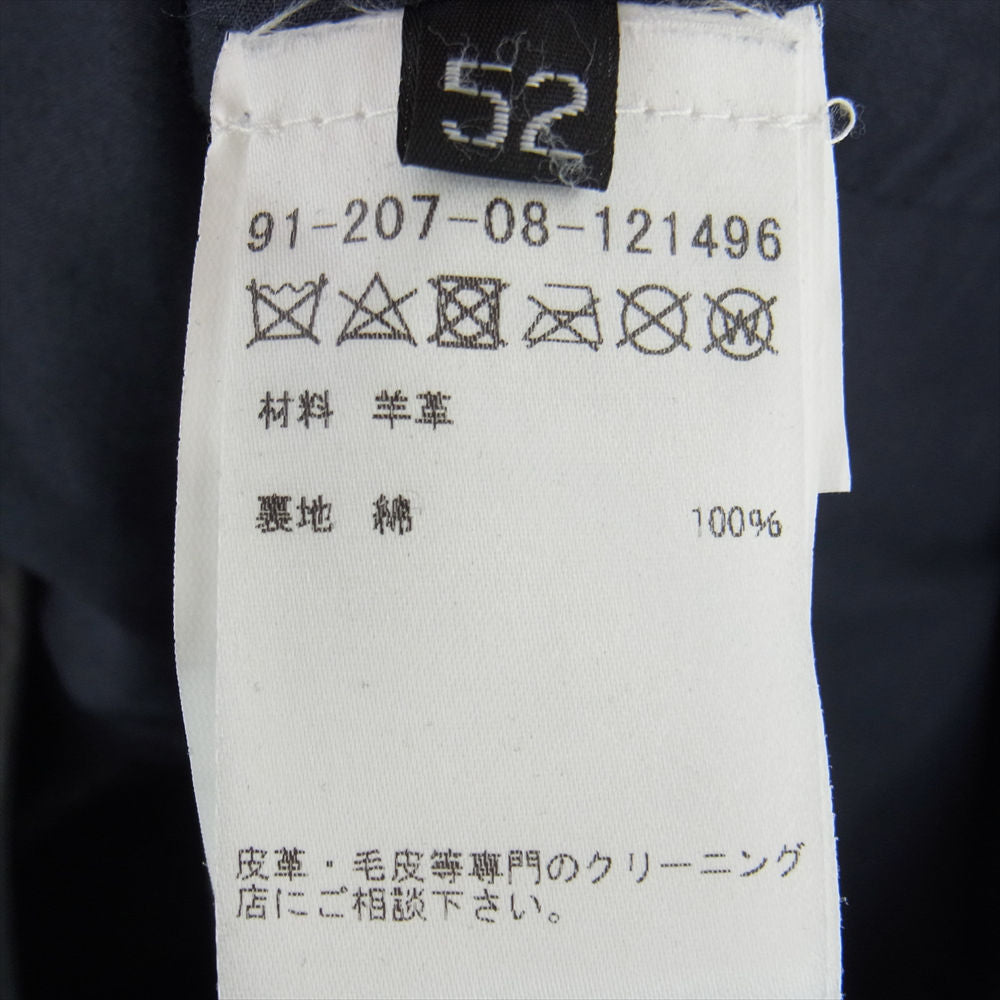 52
91-207-08-121496
W
材料 羊革
裏地 綿 100%
皮革・毛皮等専門のクリーニング
店にご相談下さい。